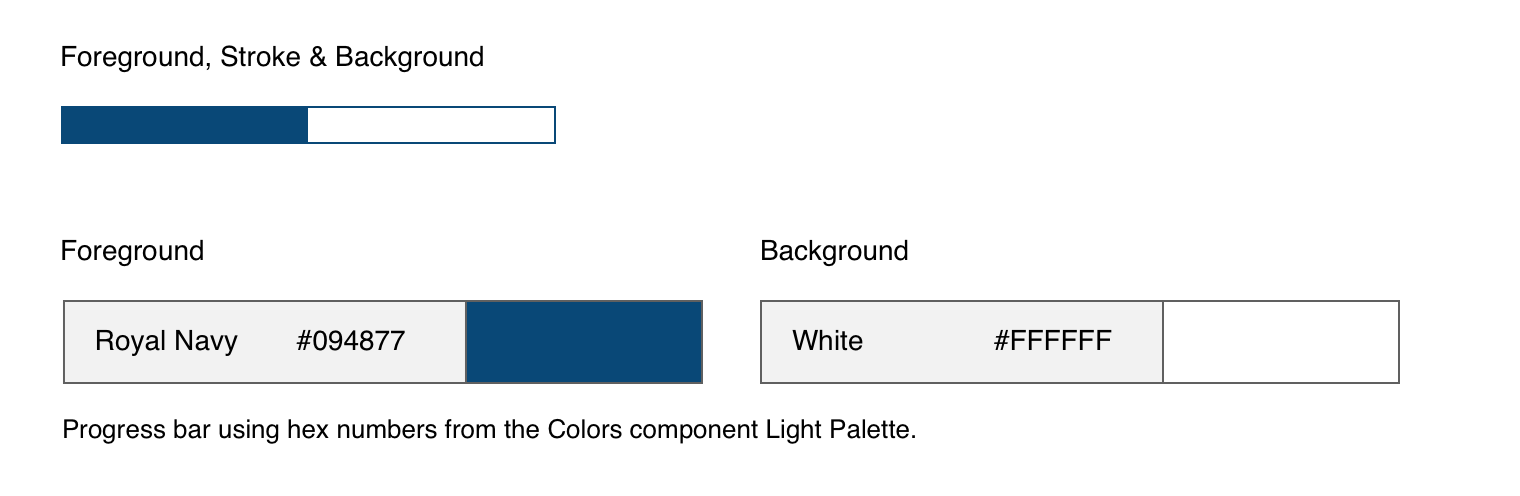 Foreground, Stroke & Background
Foreground
Background
Royal Navy #094877
White #FFFFFF
Progress bar using hex numbers from the Colors component Light Palette.